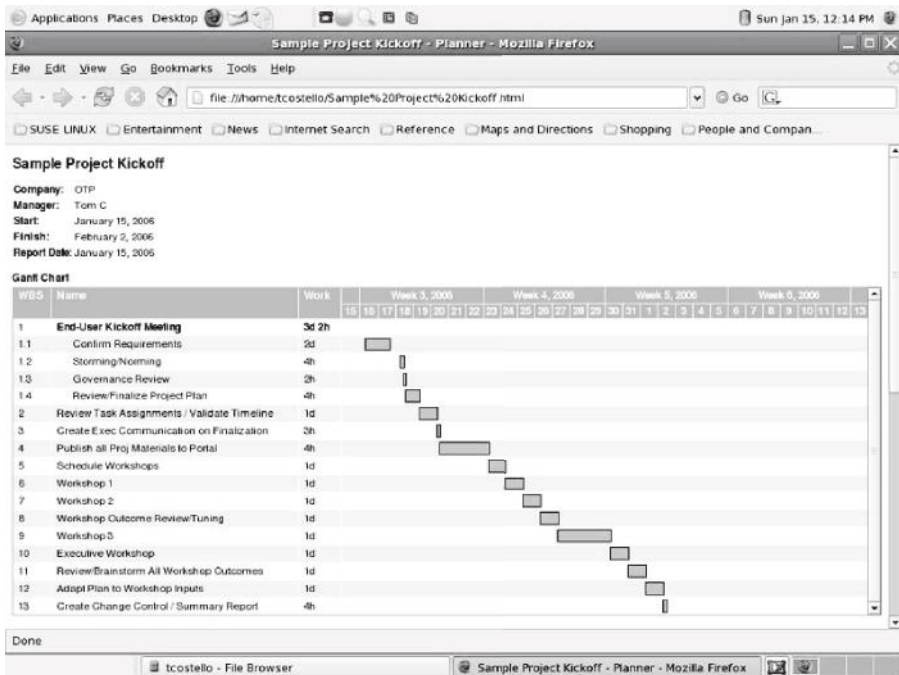 Applications Places Desktop Sun Jan 15, 12:14 PM
Sample Project Kickoff - Planner - Mozilla Firefox
File Edit View Go Bookmarks Tools Help
file:///home/tcostello/Sample%20Project%20Kickoff.html Go G
SUSE LINUX Entertainment News Internet Search Reference Maps and Directions Shopping People and Compan...
Sample Project Kickoff
Company: OTP
Manager: Tom C
Start: January 15, 2006
Finish: February 2, 2006
Report Date: January 15, 2006
Gantt Chart
WBS Name Work Week 3, 2006 Week 4, 2006 Week 5, 2006 Week 6, 2006
15 16 17 18 19 20 21 22 23 24 25 26 27 28 29 30 31 1 2 3 4 5 6 7 8 9 10 11 12 13
1 End-User Kickoff Meeting 3d 2h
1.1 Confirm Requirements 2d
1.2 Storming/Norming 4h
1.3 Governance Review 2h
1.4 Review/Finalize Project Plan 4h
2 Review Task Assignments / Validate Timeline 1d
3 Create Exec Communication on Finalization
4 Publish all Proj Materials to Portal 4h
5 Schedule Workshops 1d
6 Workshop 1 1d
7 Workshop 2 1d
8 Workshop Outcome Review/Tuning 1d
9 Workshop 3 1d
10 Executive Workshop 1d
11 Review/Brainstorm All Workshop Outcomes 1d
12 Adapt Plan to Workshop Inputs 1d
13 Create Change Control / Summary Report 4h
Done
tcostello - File Browser Sample Project Kickoff - Planner - Mozilla Firefox